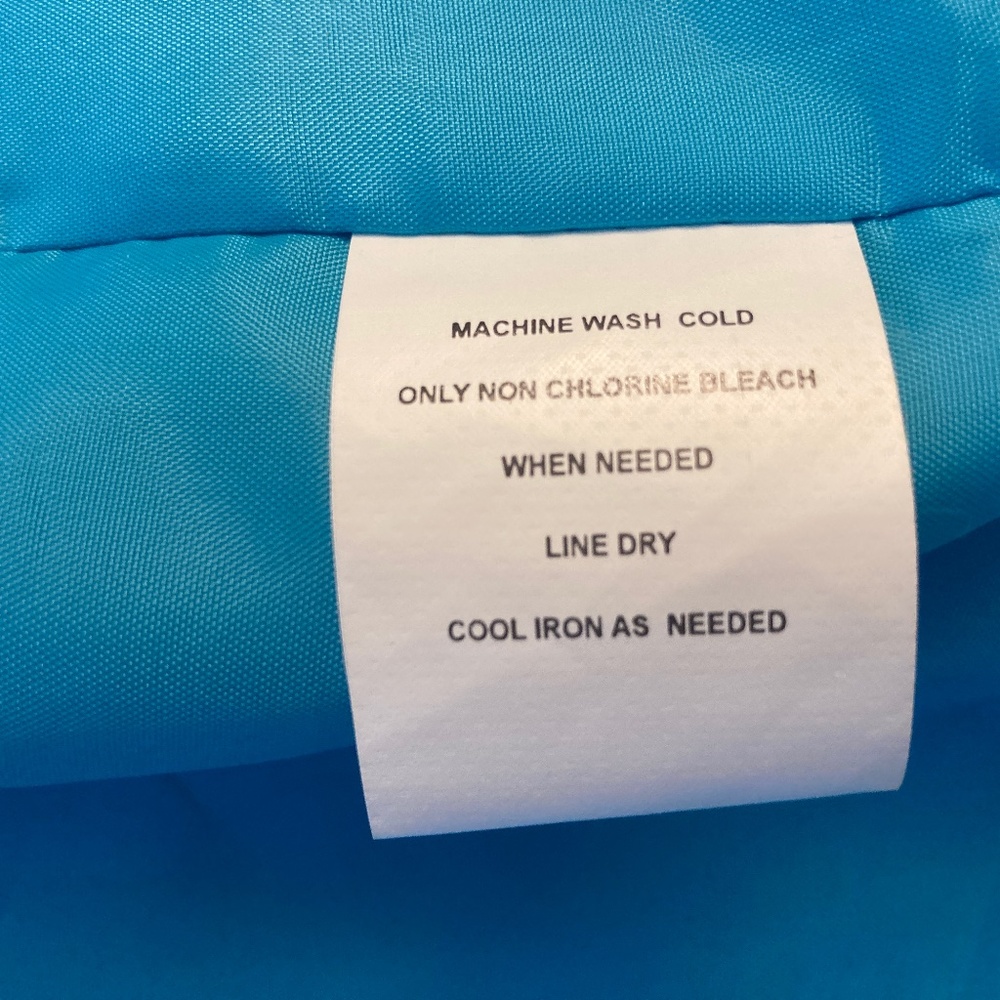 MACHINE WASH COLD
ONLY NON CHLORINE BLEACH
WHEN NEEDED
LINE DRY
COOL IRON AS NEEDED